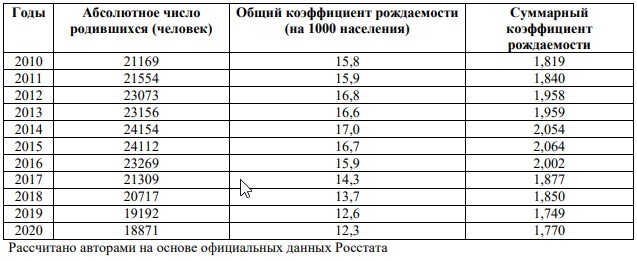 Годы Абсолютное число родившихся (человек) Общий коэффициент рождаемости (на 1000 населения) Суммарный коэффициент рождаемости
2010 21169 15,8 1,819
2011 21554 15,9 1,840
2012 23073 16,8 1,958
2013 23156 16,6 1,959
2014 24154 17,0 2,054
2015 24112 16,7 2,064
2016 23269 15,9 2,002
2017 21309 14,3 1,877
2018 20717 13,7 1,850
2019 19192 12,6 1,749
2020 18871 12,3 1,770
Рассчитано авторами на основе официальных данных Росстата